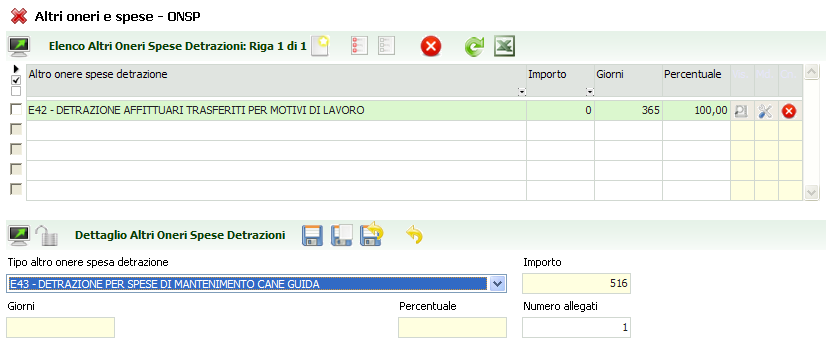 Altri oneri e spese - ONSP
Elenco Altri Oneri Spese Detrazioni: Riga 1 di 1
Altro onere spese detrazione Importo Giorni Percentuale
E42 - DETRAZIONE AFFITTUARI TRASFERITI PER MOTIVI DI LAVORO 0 365 100,00
Dettaglio Altri Oneri Spese Detrazioni
Tipo altro onere spesa detrazione Importo
E43 - DETRAZIONE PER SPESE DI MANTENIMENTO CANE GUIDA 516
Giorni Percentuale Numero allegati
1